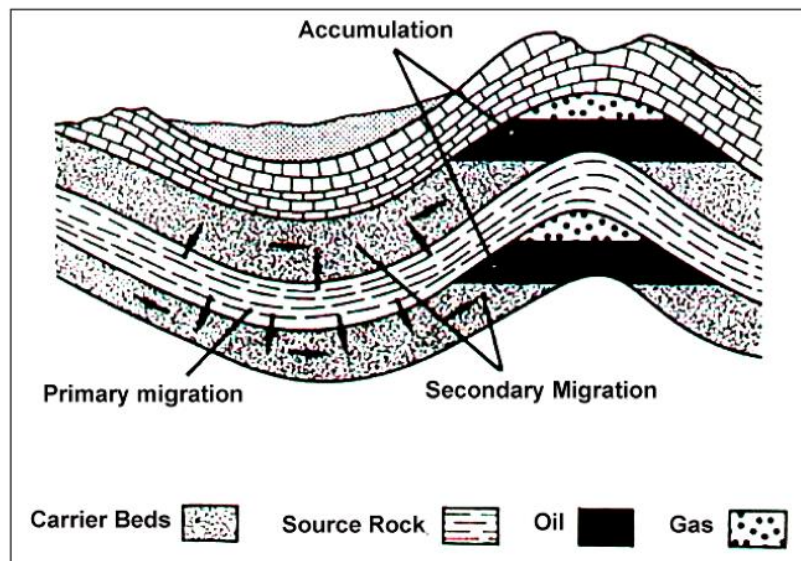 Accumulation
Primary migration
Secondary Migration
Carrier Beds
Source Rock
Oil
Gas